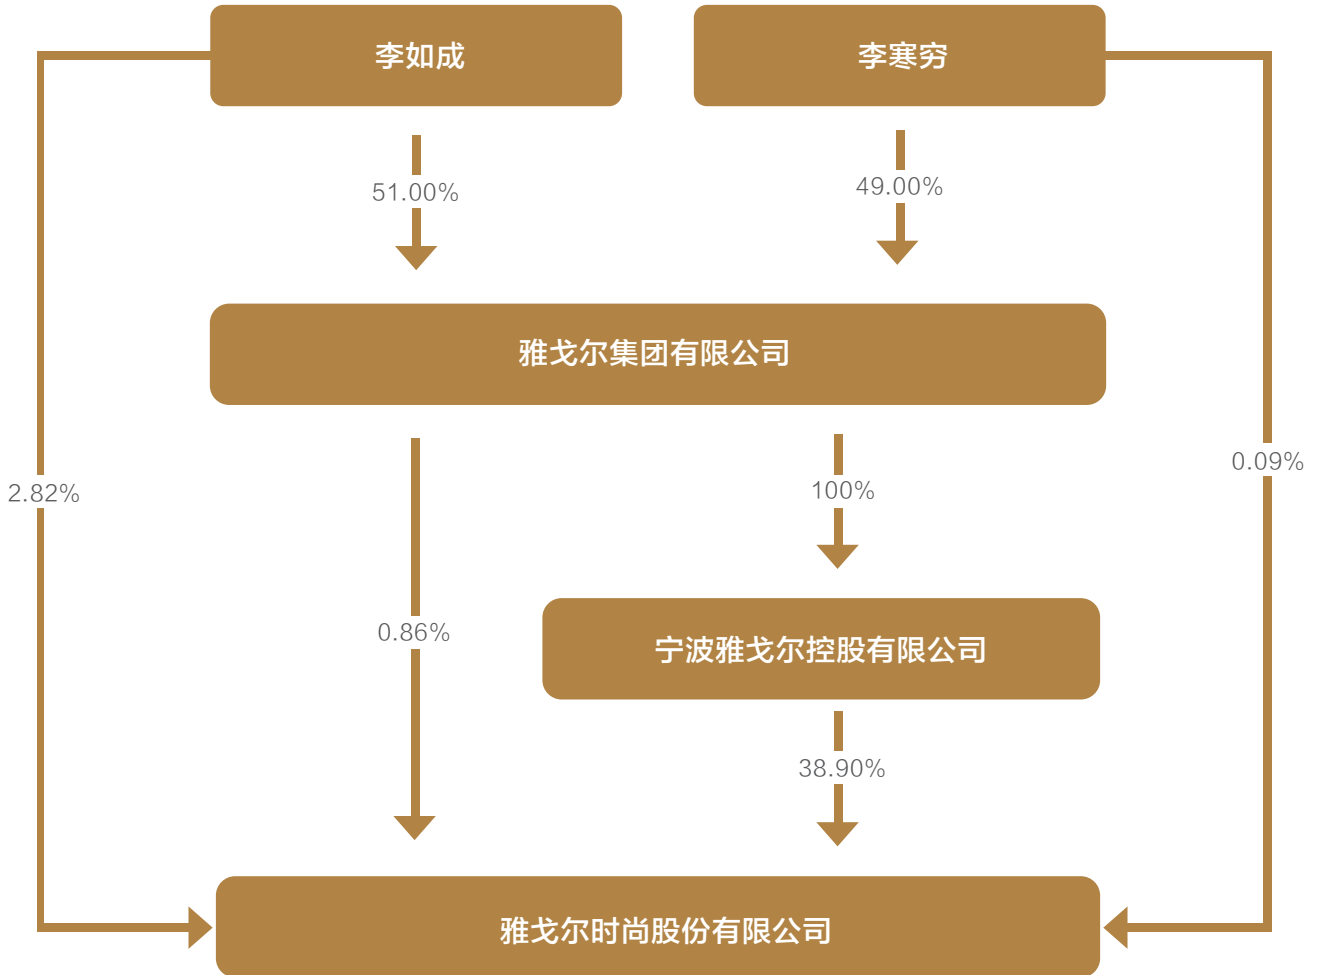 李如成
李寒穷
51.00%
49.00%
雅戈尔集团有限公司
0.09%
2.82%
100%
0.86%
宁波雅戈尔控股有限公司
38.90%
雅戈尔时尚股份有限公司